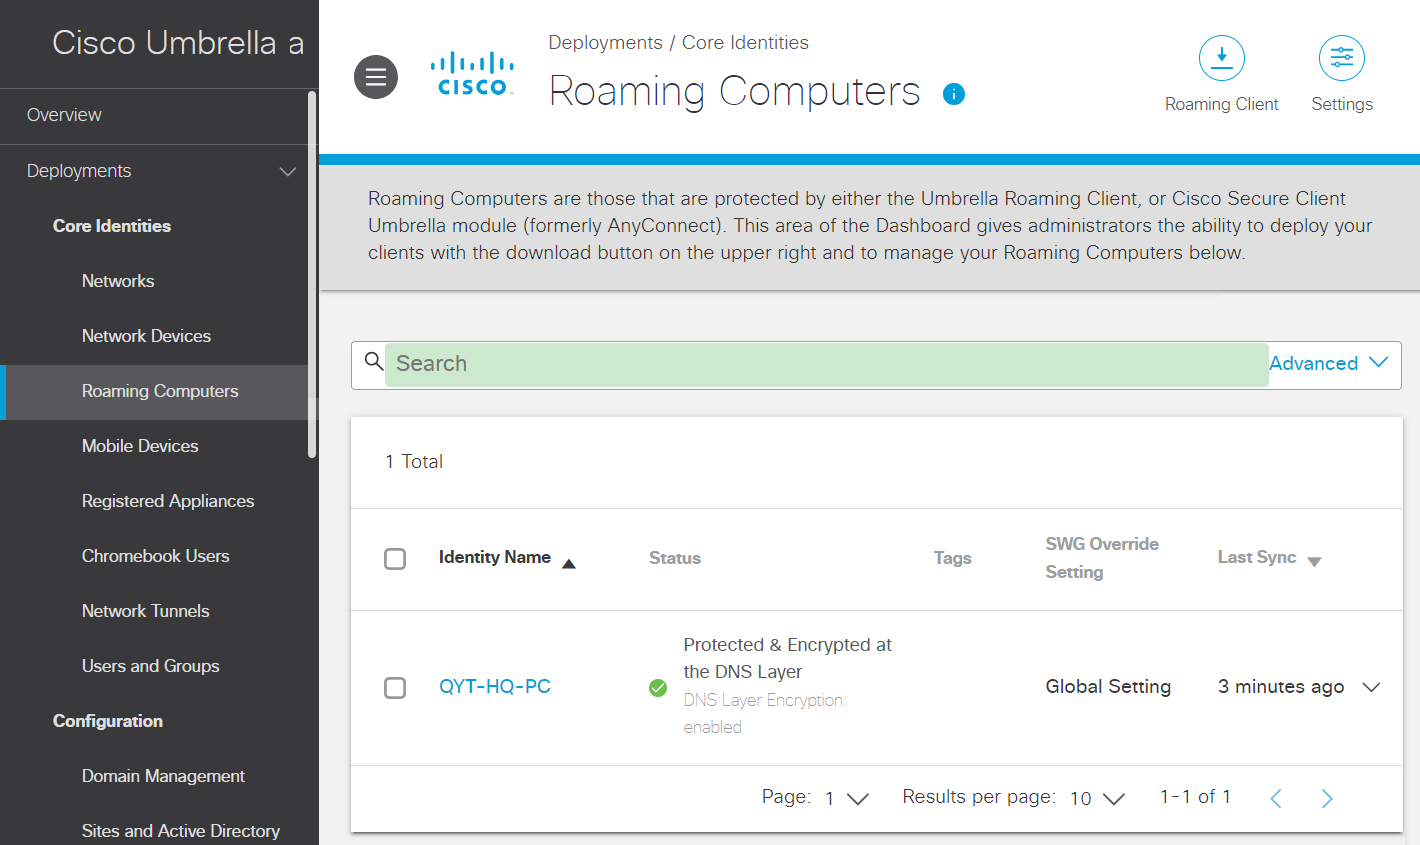 Cisco Umbrella a
Overview
Deployments
Core Identities
Networks
Network Devices
Roaming Computers
Mobile Devices
Registered Appliances
Chromebook Users
Network Tunnels
Users and Groups
Configuration
Domain Management
Sites and Active Directory
cisco
Deployments / Core Identities
Roaming Computers
i
Roaming Client
Settings
Roaming Computers are those that are protected by either the Umbrella Roaming Client, or Cisco Secure Client
Umbrella module (formerly AnyConnect). This area of the Dashboard gives administrators the ability to deploy your
clients with the download button on the upper right and to manage your Roaming Computers below.
Search
Advanced
1 Total
Identity Name
Status
Tags
SWG Override
Setting
Last Sync
QYT-HQ-PC
Protected & Encrypted at
the DNS Layer
DNS Layer Encryption:
enabled
Global Setting
3 minutes ago
Page: 1
Results per page: 10
1-1 of 1